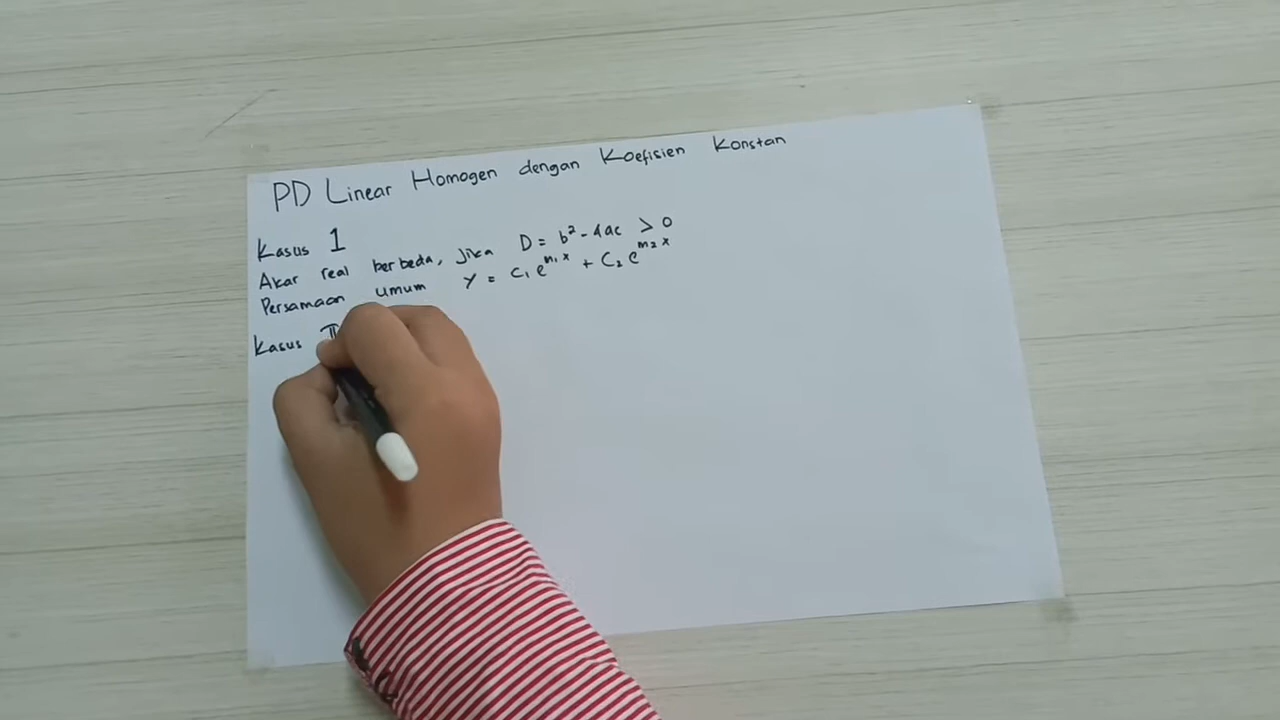 PD Linear Homogen dengan Koefisien Konstan
Kasus 1
Akar real berbeda, Jika D = b² - 4ac > 0
Persamaan umum Y = C₁ e^m₁x + C₂ e^m₂x
Kasus